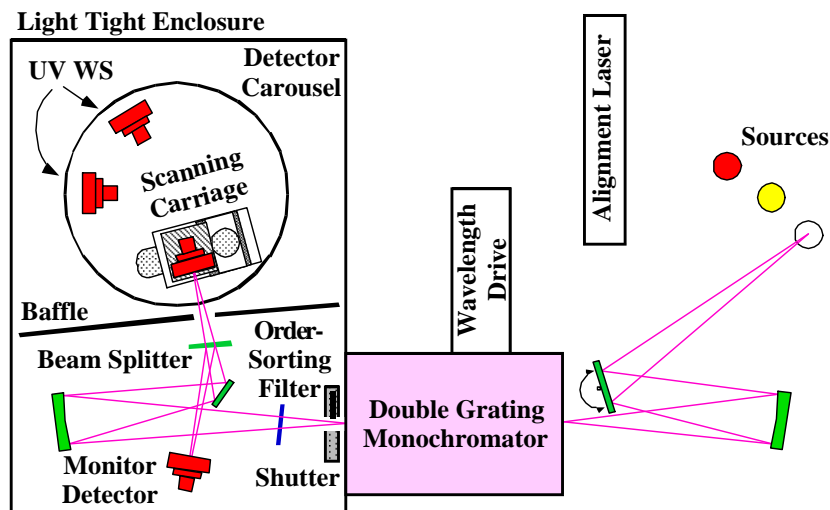 Light Tight Enclosure
UV WS
Detector
Carousel
Scanning
Carriage
Baffle
Beam Splitter
Order-
Sorting
Filter
Monitor
Detector
Shutter
Double Grating
Monochromator
Wavelength
Drive
Alignment Laser
Sources